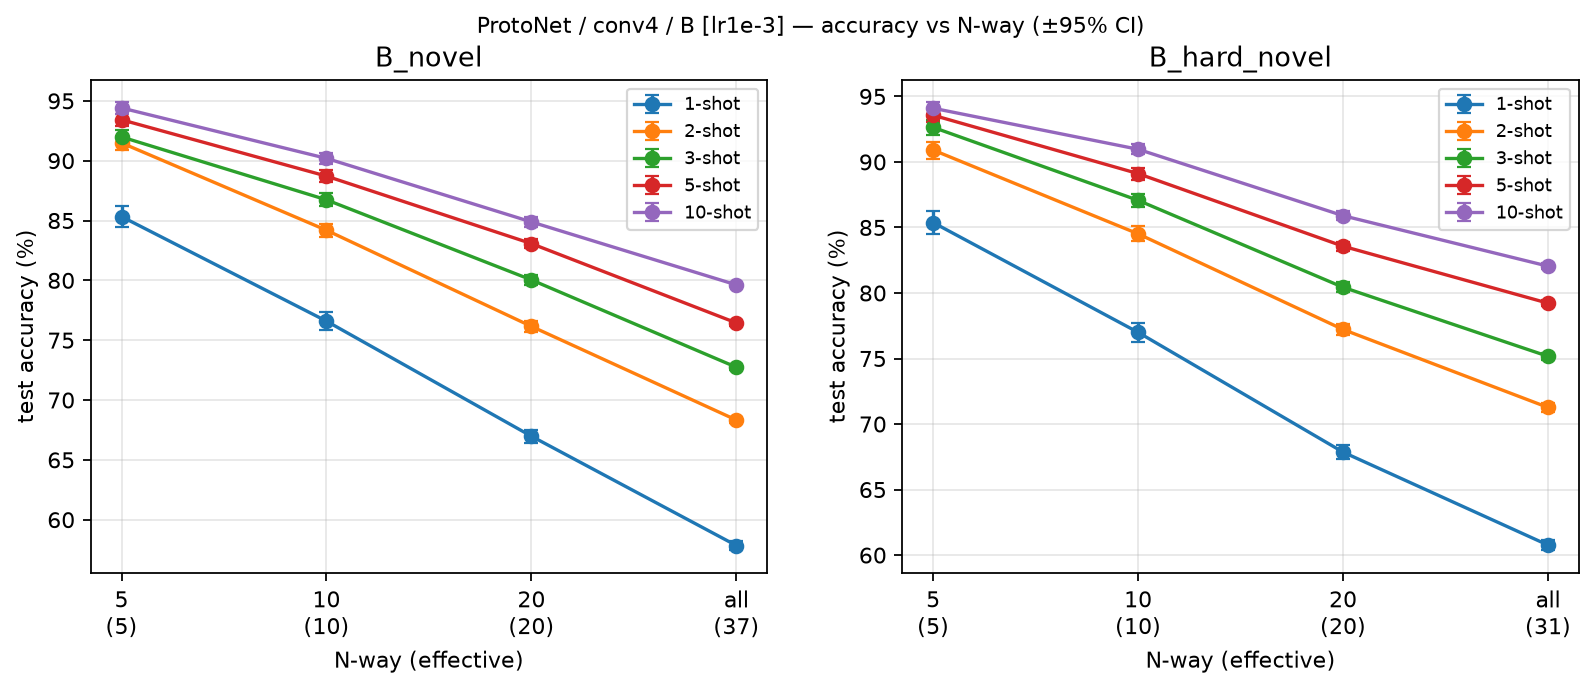 ProtoNet / conv4 / B [lr1e-3] — accuracy vs N-way (±95% CI)
B_novel
test accuracy (%)
95
90
85
80
75
70
65
60
1-shot
2-shot
3-shot
5-shot
10-shot
5 10 20 all
(5) (10) (20) (37)
N-way (effective)
B_hard_novel
test accuracy (%)
95
90
85
80
75
70
65
60
1-shot
2-shot
3-shot
5-shot
10-shot
5 10 20 all
(5) (10) (20) (31)
N-way (effective)